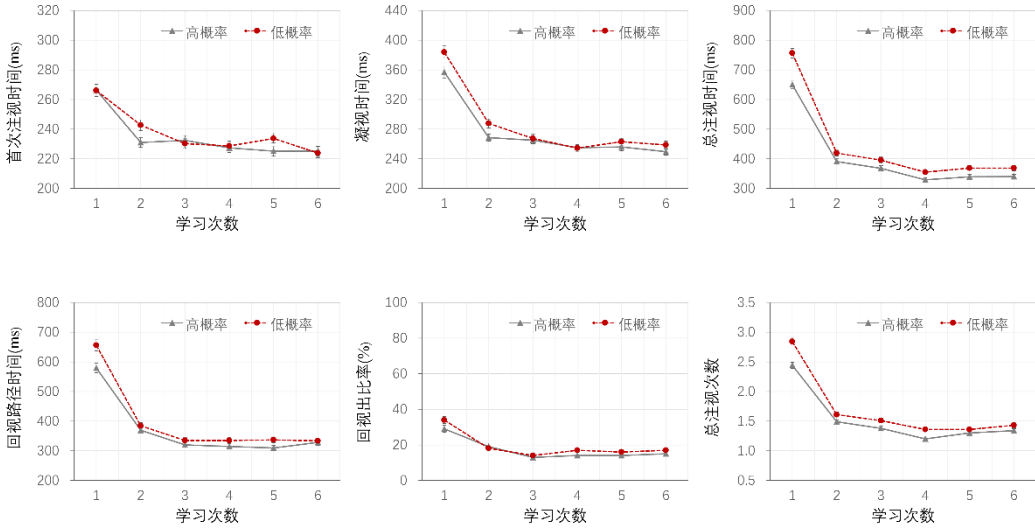 首次注视时间(ms)
320
300
280
260
240
220
200
高概率 低概率
1 2 3 4 5 6
学习次数
凝视时间(ms)
440
400
360
320
280
240
200
高概率 低概率
1 2 3 4 5 6
学习次数
总注视时间(ms)
900
800
700
600
500
400
300
高概率 低概率
1 2 3 4 5 6
学习次数
回视路径时间(ms)
800
700
600
500
400
300
200
高概率 低概率
1 2 3 4 5 6
学习次数
回视出比率(%)
100
80
60
40
20
0
高概率 低概率
1 2 3 4 5 6
学习次数
总注视次数
3.5
3.0
2.5
2.0
1.5
1.0
0.5
高概率 低概率
1 2 3 4 5 6
学习次数